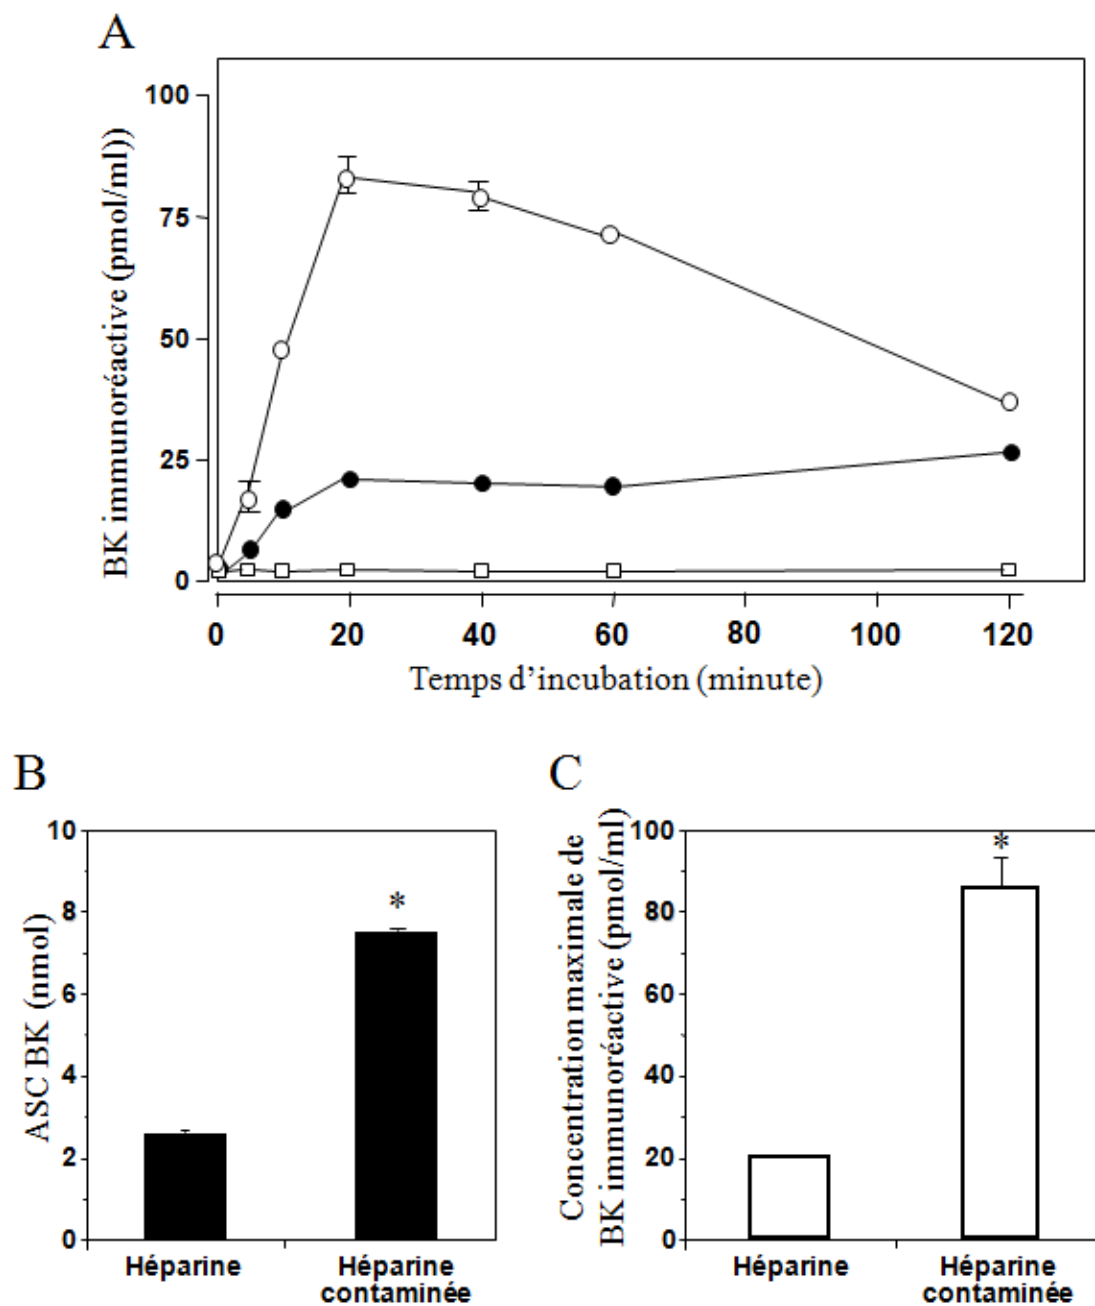 A
BK immunoréactive (pmol/ml))
100
75
50
25
0
0 20 40 60 80 100 120
Temps d'incubation (minute)
B
ASC BK (nmol)
10
8
6
4
2
0
Héparine
Héparine
contaminée
*
C
Concentration maximale de
BK immunoréactive (pmol/ml)
100
80
60
40
20
0
Héparine
Héparine
contaminée
*